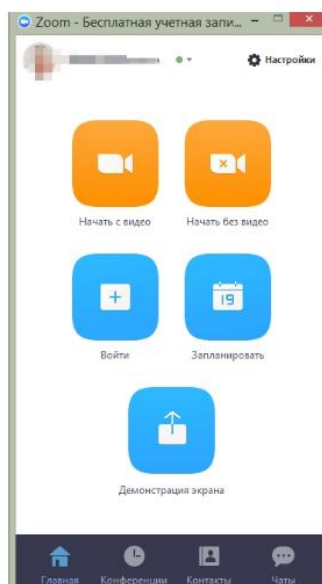 Zoom - Бесплатная учетная запи...
Настройки
Начать с видео
Начать без видео
Войти
19
Запланировать
Демонстрация экрана
Главная
Конференции
Контакты
Чаты